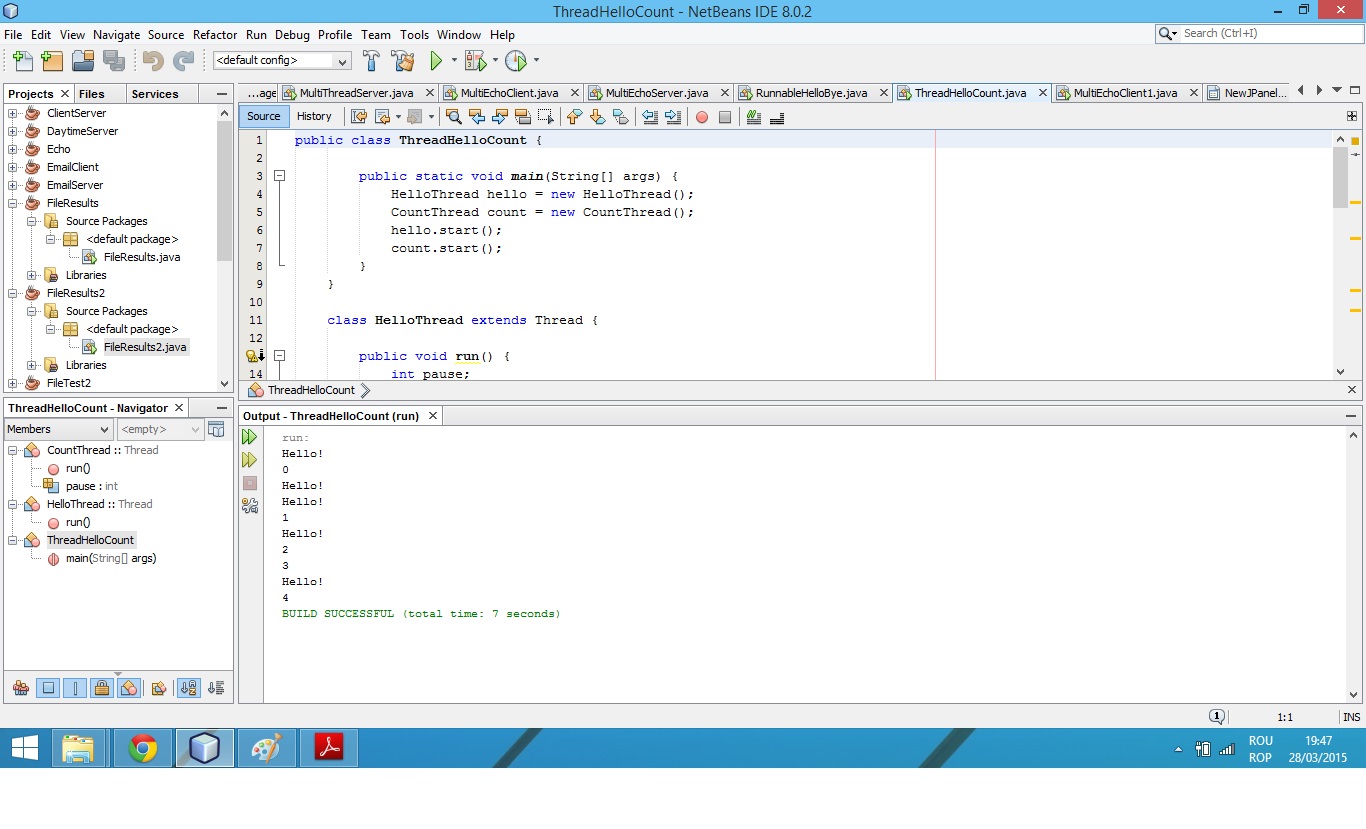 ThreadHelloCount - NetBeans IDE 8.0.2
File Edit View Navigate Source Refactor Run Debug Profile Team Tools Window Help
Search (Ctrl+I)
<default config>
Projects Files Services
ClientServer
DaytimeServer
Echo
EmailClient
EmailServer
FileResults
Source Packages
<default package>
FileResults.java
Libraries
FileResults2
Source Packages
<default package>
FileResults2.java
Libraries
FileTest2
...age MultiThreadServer.java MultiEchoClient.java MultiEchoServer.java RunnableHelloBye.java ThreadHelloCount.java MultiEchoClient1.java NewJPanel...
Source History
1 public class ThreadHelloCount {
2
3 public static void main(String[] args) {
4 HelloThread hello = new HelloThread();
5 CountThread count = new CountThread();
6 hello.start();
7 count.start();
8 }
9 }
10
11 class HelloThread extends Thread {
12
public void run() {
14 int pause;
ThreadHelloCount
ThreadHelloCount - Navigator
Members <empty>
CountThread :: Thread
run()
pause : int
HelloThread :: Thread
run()
ThreadHelloCount
main(String[] args)
Output - ThreadHelloCount (run)
run:
Hello!
0
Hello!
Hello!
1
Hello!
2
3
Hello!
4
BUILD SUCCESSFUL (total time: 7 seconds)
1 1:1 INS
ROU 19:47
ROP 28/03/2015